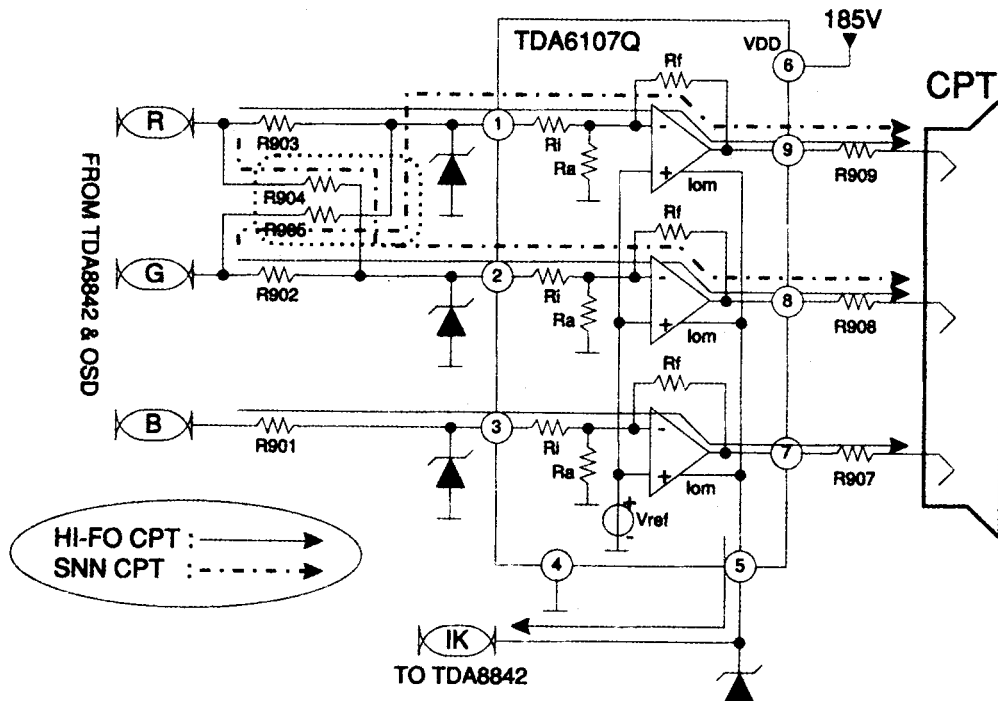 185V
TDA6107Q
VDD
6
Rf
CPT
R
R903
1
Ri
-
Ra
+
Iom
9
R909
FROM TDA8842 & OSD
R904
R905
Rf
G
R902
2
Ri
-
Ra
+
Iom
8
R908
Rf
B
R901
3
Ri
-
Ra
+
Iom
7
R907
+
Vref
-
HI-FO CPT :
SNN CPT :
4
5
IK
TO TDA8842